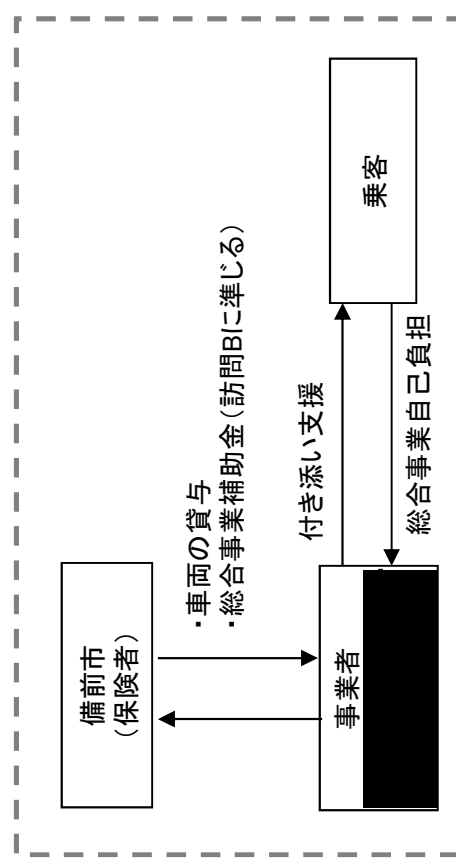 備前市
(保険者)
・車両の貸与
・総合事業補助金(訪問Bに準じる)
事業者
付き添い支援
総合事業自己負担
乗客